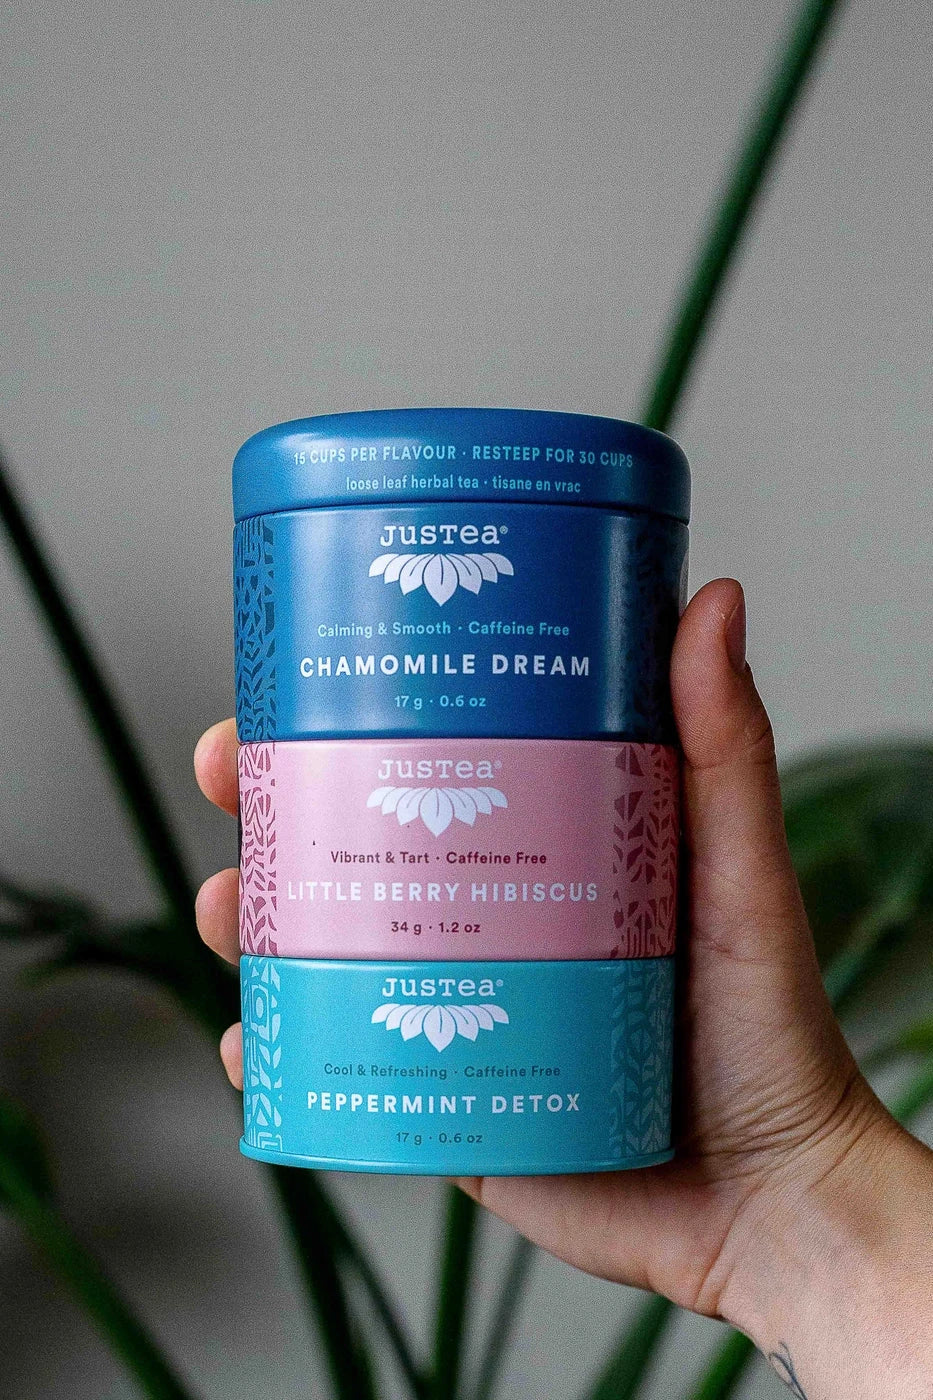 15 CUPS PER FLAVOUR · RESTEEP FOR 30 CUPS
loose leaf herbal tea · tisane en vrac
JUSTea®
Calming & Smooth · Caffeine Free
CHAMOMILE DREAM
17 g · 0.6 oz
JUSTea®
Vibrant & Tart · Caffeine Free
LITTLE BERRY HIBISCUS
34 g · 1.2 oz
JUSTea®
Cool & Refreshing · Caffeine Free
PEPPERMINT DETOX
17 g · 0.6 oz